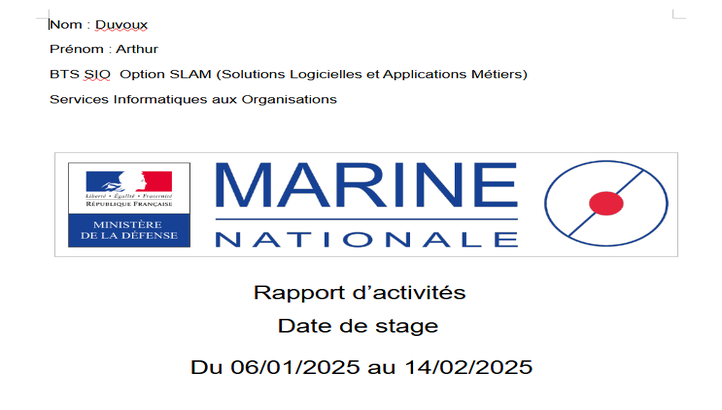 Nom : Duvoux
Prénom : Arthur
BTS SIO  Option SLAM (Solutions Logicielles et Applications Métiers)
Services Informatiques aux Organisations
Liberté • Égalité • Fraternité
RÉPUBLIQUE FRANÇAISE
MINISTÈRE
DE LA DÉFENSE
MARINE
NATIONALE
Rapport d’activités
Date de stage
Du 06/01/2025 au 14/02/2025